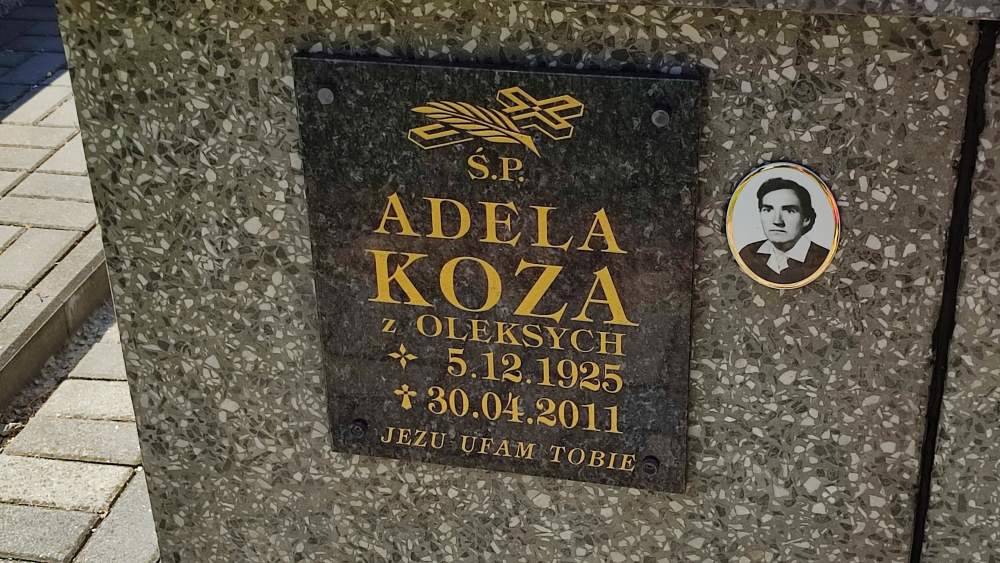 Ś.P.
ADELA
KOZA
z OLEKSYCH
5.12.1925
30.04.2011
JEZU UFAM TOBIE